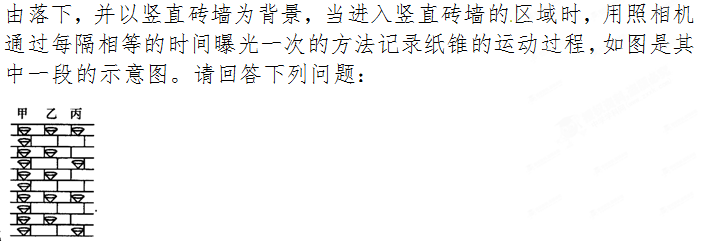 由落下,并以竖直砖墙为背景,当进入竖直砖墙的区域时,用照相机
通过每隔相等的时间曝光一次的方法记录纸锥的运动过程,如图是其
中一段的示意图。请回答下列问题:
甲 乙 丙